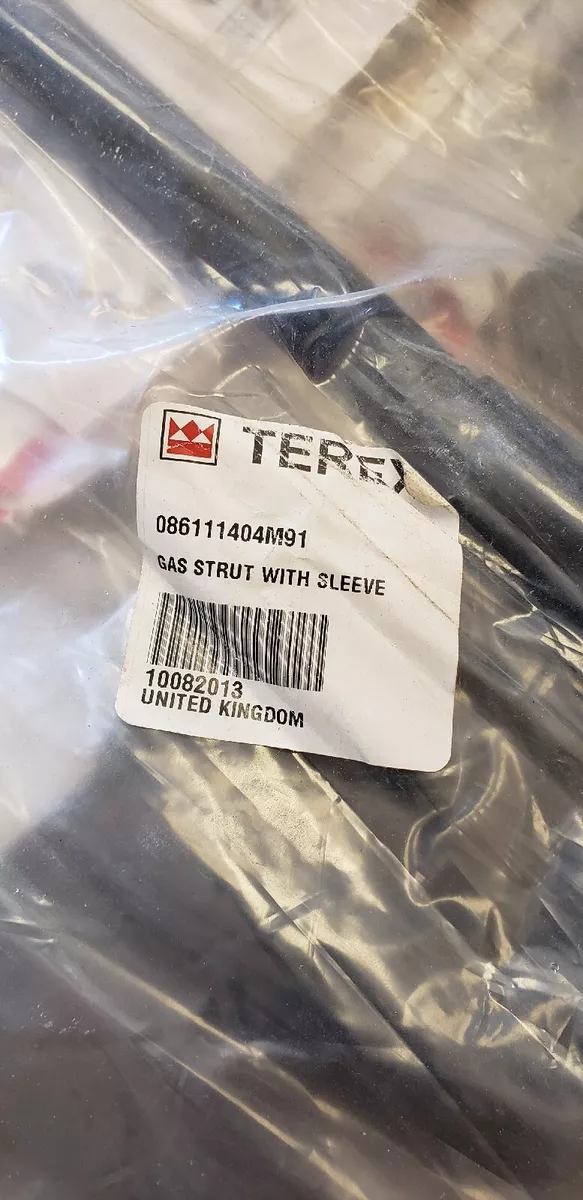 TEREX
086111404M91
GAS STRUT WITH SLEEVE
10082013
UNITED KINGDOM